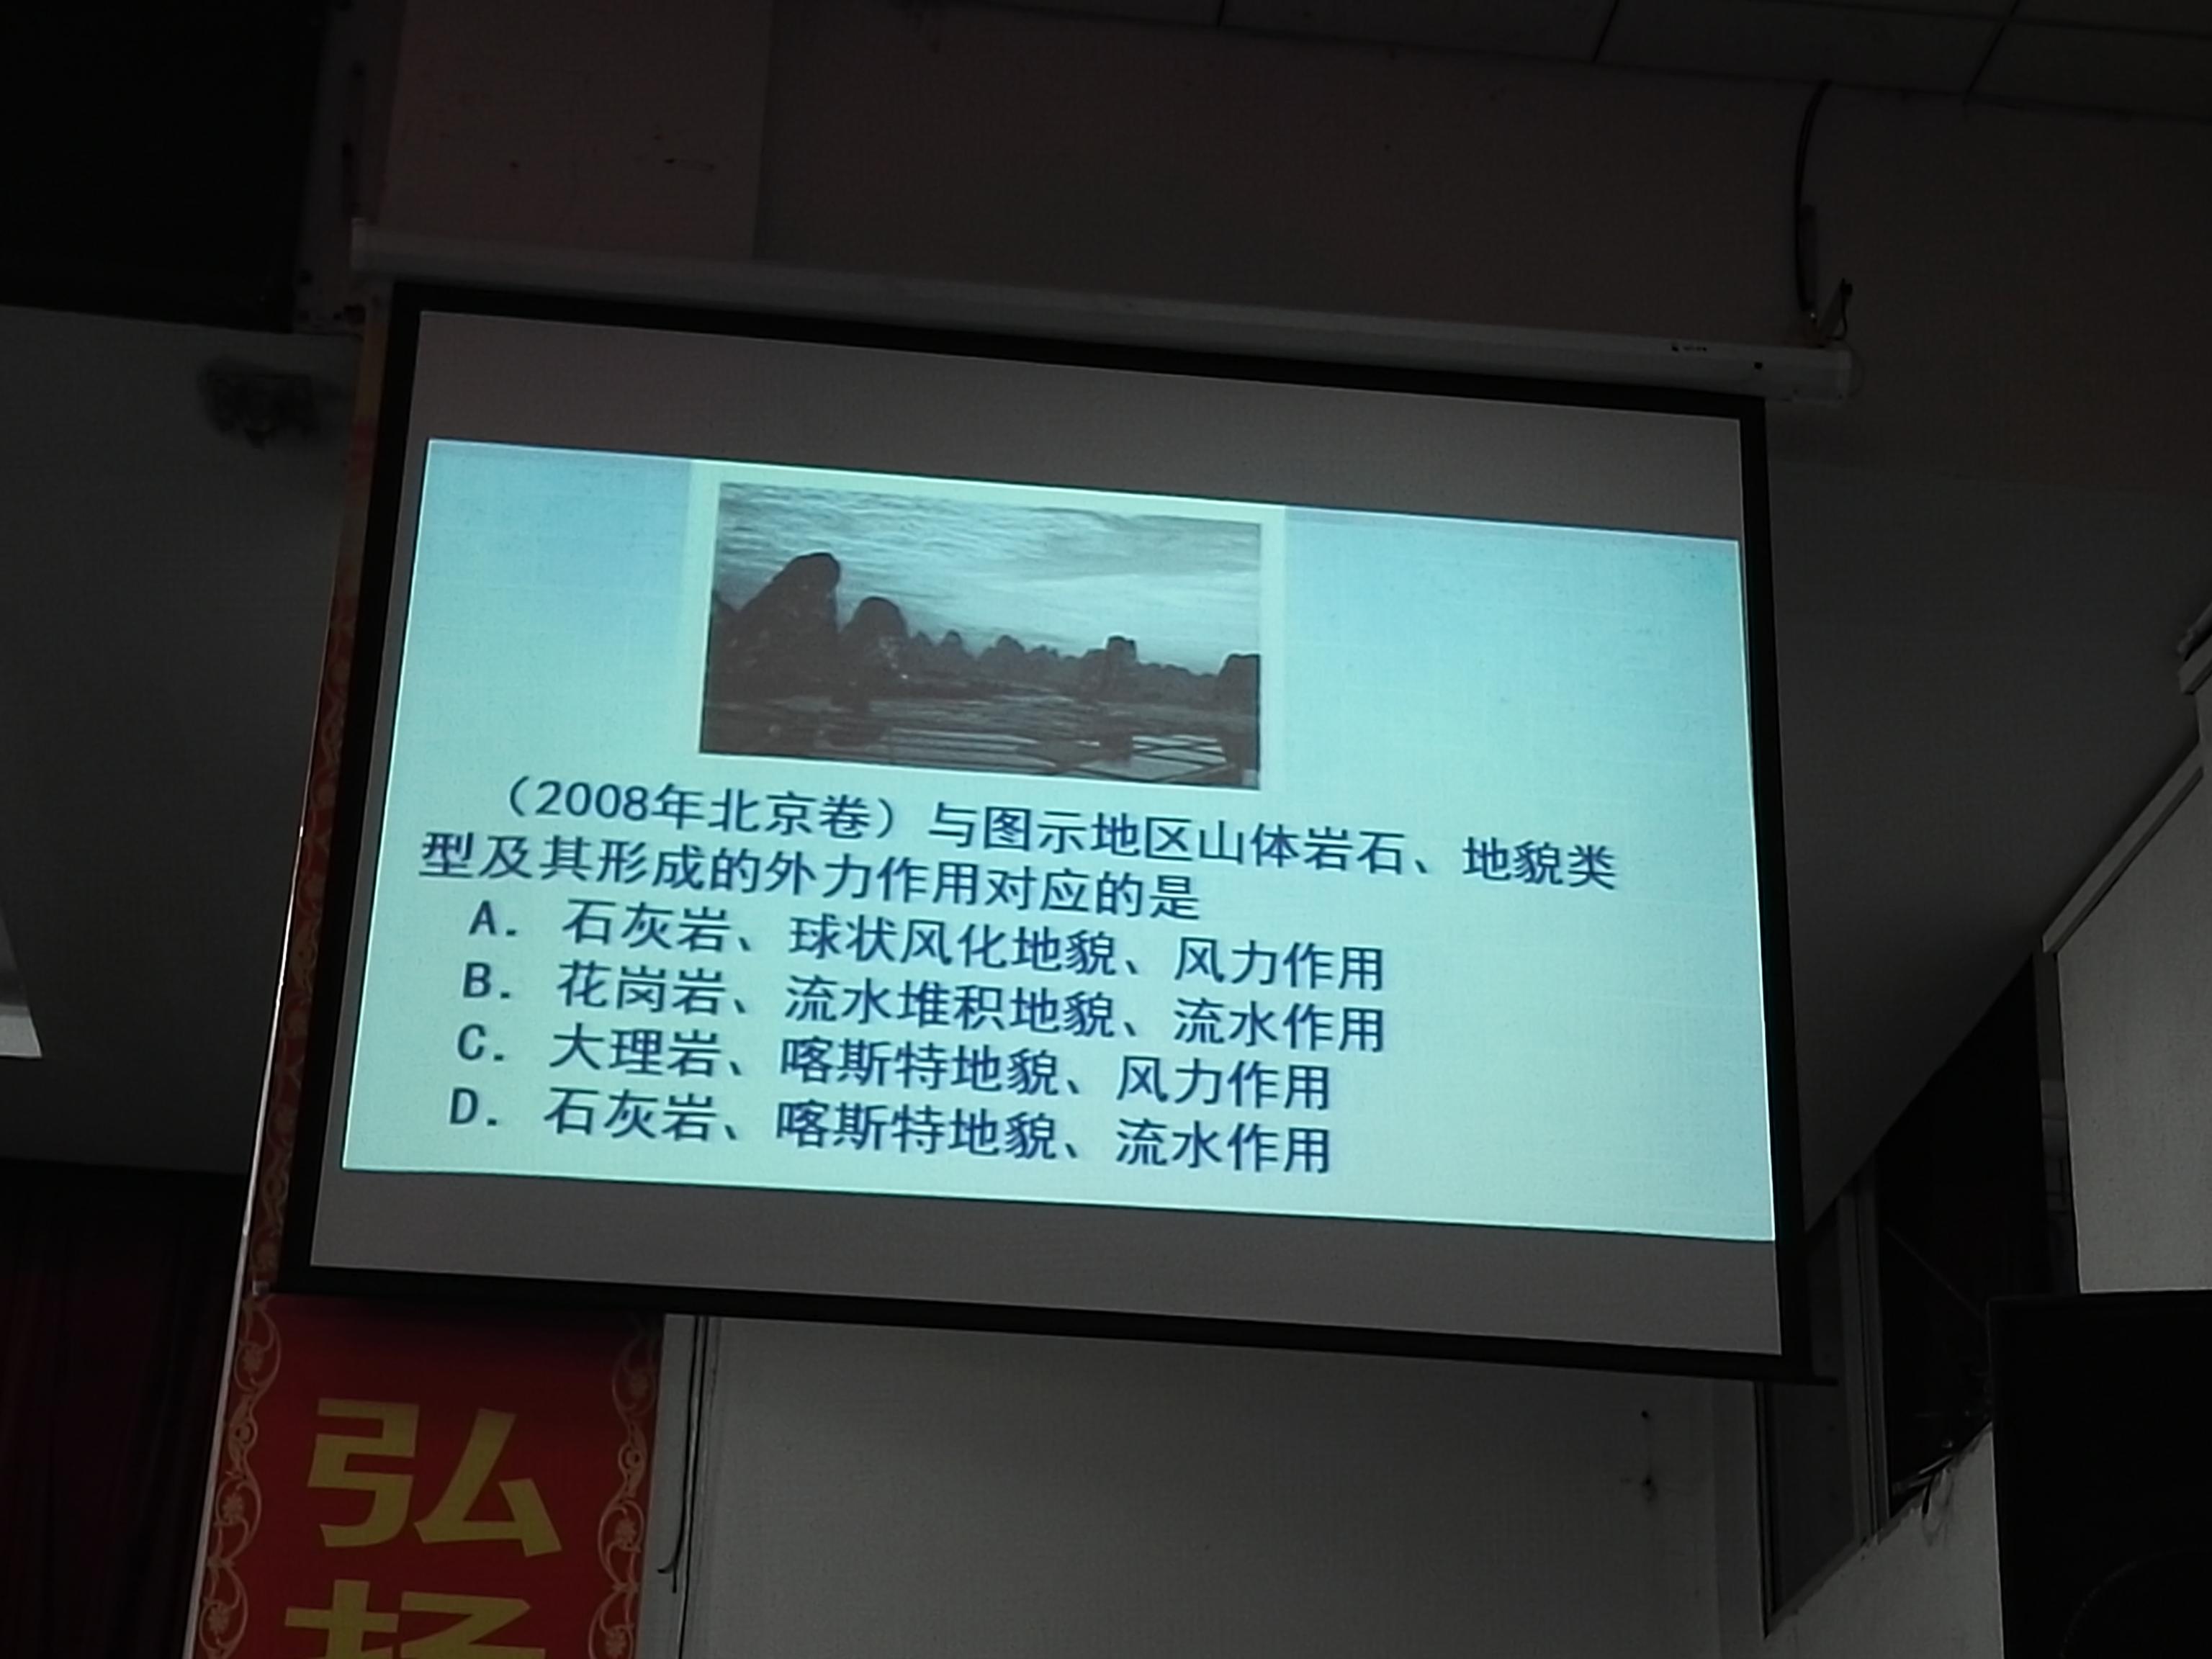 （2008年北京卷）与图示地区山体岩石、地貌类
型及其形成的外力作用对应的是
A. 石灰岩、球状风化地貌、风力作用
B. 花岗岩、流水堆积地貌、流水作用
C. 大理岩、喀斯特地貌、风力作用
D. 石灰岩、喀斯特地貌、流水作用
弘